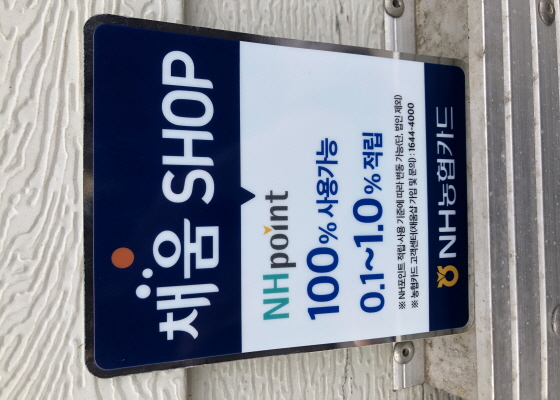 채움 SHOP
NHpoint
100% 사용가능
0.1~1.0% 적립
※ NH포인트 적립·사용 기준에 따라 변동 가능(단, 법인 제외)
※ 농협카드 고객센터(채움샵 가입 및 문의) : 1644-4000
NH농협카드